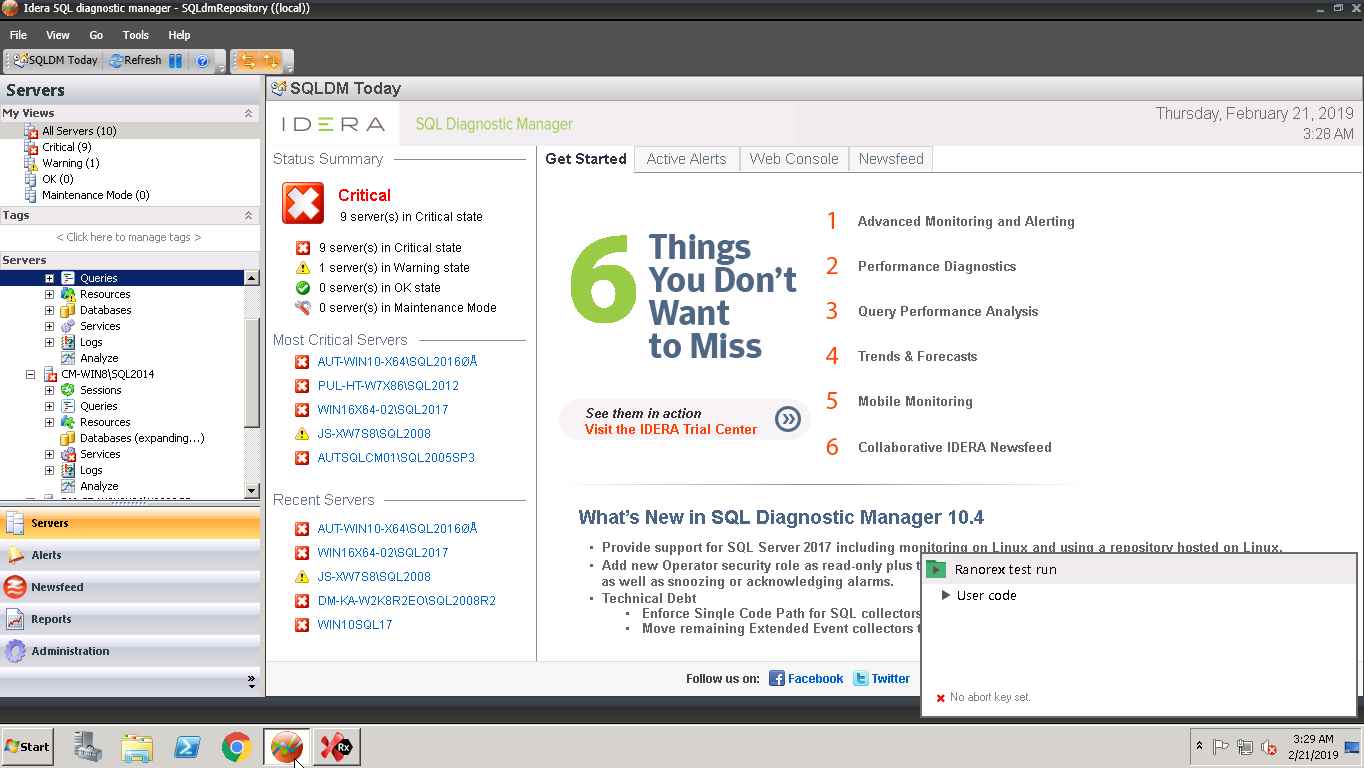 Idera SQL diagnostic manager - SQLdmRepository ((local))
File View Go Tools Help
SQLDM Today Refresh
Servers
My Views
All Servers (10)
Critical (9)
Warning (1)
OK (0)
Maintenance Mode (0)
Tags
< Click here to manage tags >
Servers
Queries
Resources
Databases
Services
Logs
Analyze
CM-WIN8\SQL2014
Sessions
Queries
Resources
Databases (expanding...)
Services
Logs
Analyze
Servers
Alerts
Newsfeed
Reports
Administration
SQLDM Today
IDERA SQL Diagnostic Manager
Thursday, February 21, 2019
3:28 AM
Status Summary
Critical
9 server(s) in Critical state
9 server(s) in Critical state
1 server(s) in Warning state
0 server(s) in OK state
0 server(s) in Maintenance Mode
Most Critical Servers
AUT-WIN10-X64\SQL2016ØÅ
PUL-HT-W7X86\SQL2012
WIN16X64-02\SQL2017
JS-XW7S8\SQL2008
AUTSQLCM01\SQL2005SP3
Recent Servers
AUT-WIN10-X64\SQL2016ØÅ
WIN16X64-02\SQL2017
JS-XW7S8\SQL2008
DM-KA-W2K8R2EO\SQL2008R2
WIN10SQL17
Get Started Active Alerts Web Console Newsfeed
6 Things
You Don't
Want
to Miss
See them in action
Visit the IDERA Trial Center
1 Advanced Monitoring and Alerting
2 Performance Diagnostics
3 Query Performance Analysis
4 Trends & Forecasts
5 Mobile Monitoring
6 Collaborative IDERA Newsfeed
What's New in SQL Diagnostic Manager 10.4
• Provide support for SQL Server 2017 including monitoring on Linux and using a repository hosted on Linux.
• Add new Operator security role as read-only plus
as well as snoozing or acknowledging alarms.
• Technical Debt
• Enforce Single Code Path for SQL collectors
• Move remaining Extended Event collectors
Follow us on: Facebook Twitter
Ranorex test run
User code
No abort key set.
Start
Rx
3:29 AM
2/21/2019